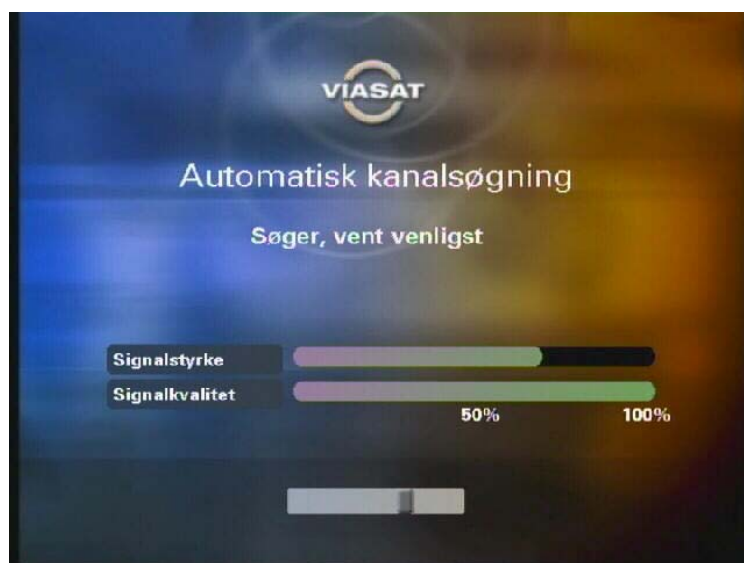 VIASAT
Automatisk kanalsøgning
Søger, vent venligst
Signalstyrke
Signalkvalitet
50% 100%